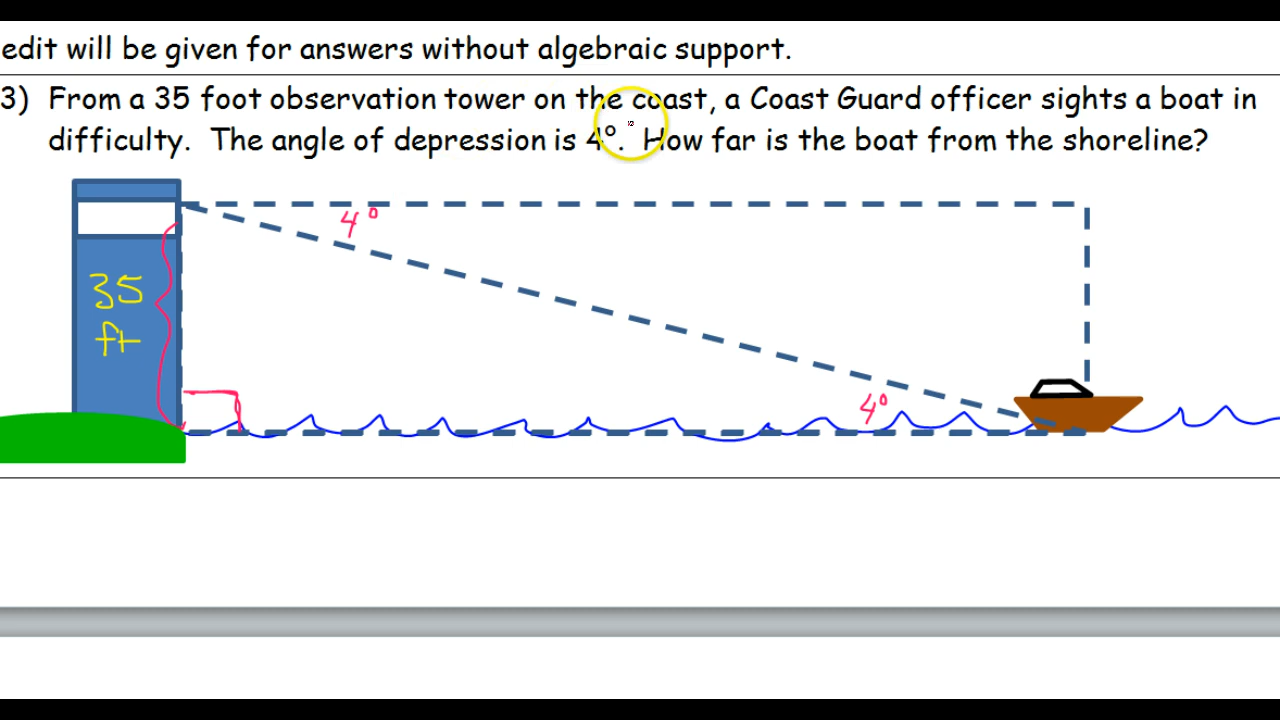 edit will be given for answers without algebraic support.
3) From a 35 foot observation tower on the coast, a Coast Guard officer sights a boat in
difficulty. The angle of depression is 4°. How far is the boat from the shoreline?
4°
35
ft
4°